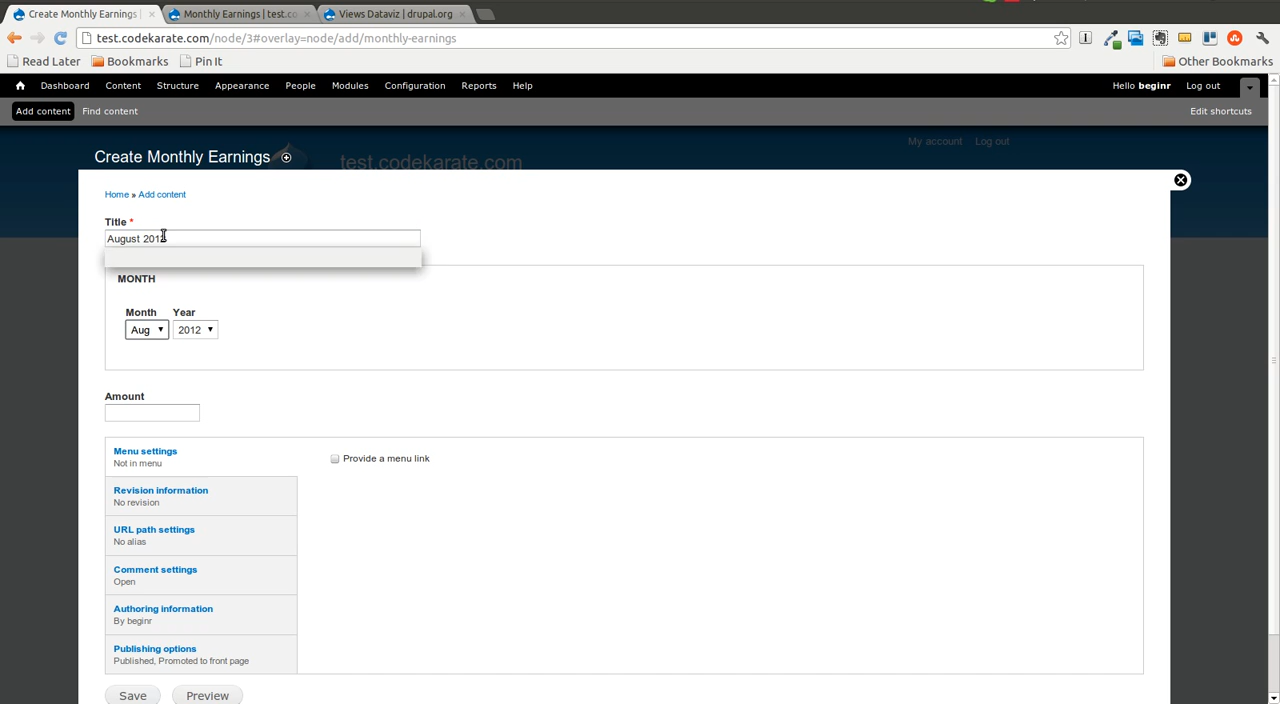 Create Monthly Earnings |
Monthly Earnings | test.co
Views Dataviz | drupal.org
test.codekarate.com/node/3#overlay=node/add/monthly-earnings
Read Later
Bookmarks
Pin It
Other Bookmarks
Dashboard
Content
Structure
Appearance
People
Modules
Configuration
Reports
Help
Hello beginr
Log out
Add content
Find content
Edit shortcuts
My account
Log out
Create Monthly Earnings
test.codekarate.com
Home » Add content
Title *
August 2012
MONTH
Month
Year
Aug
2012
Amount
Menu settings
Not in menu
Provide a menu link
Revision information
No revision
URL path settings
No alias
Comment settings
Open
Authoring information
By beginr
Publishing options
Published, Promoted to front page
Save
Preview